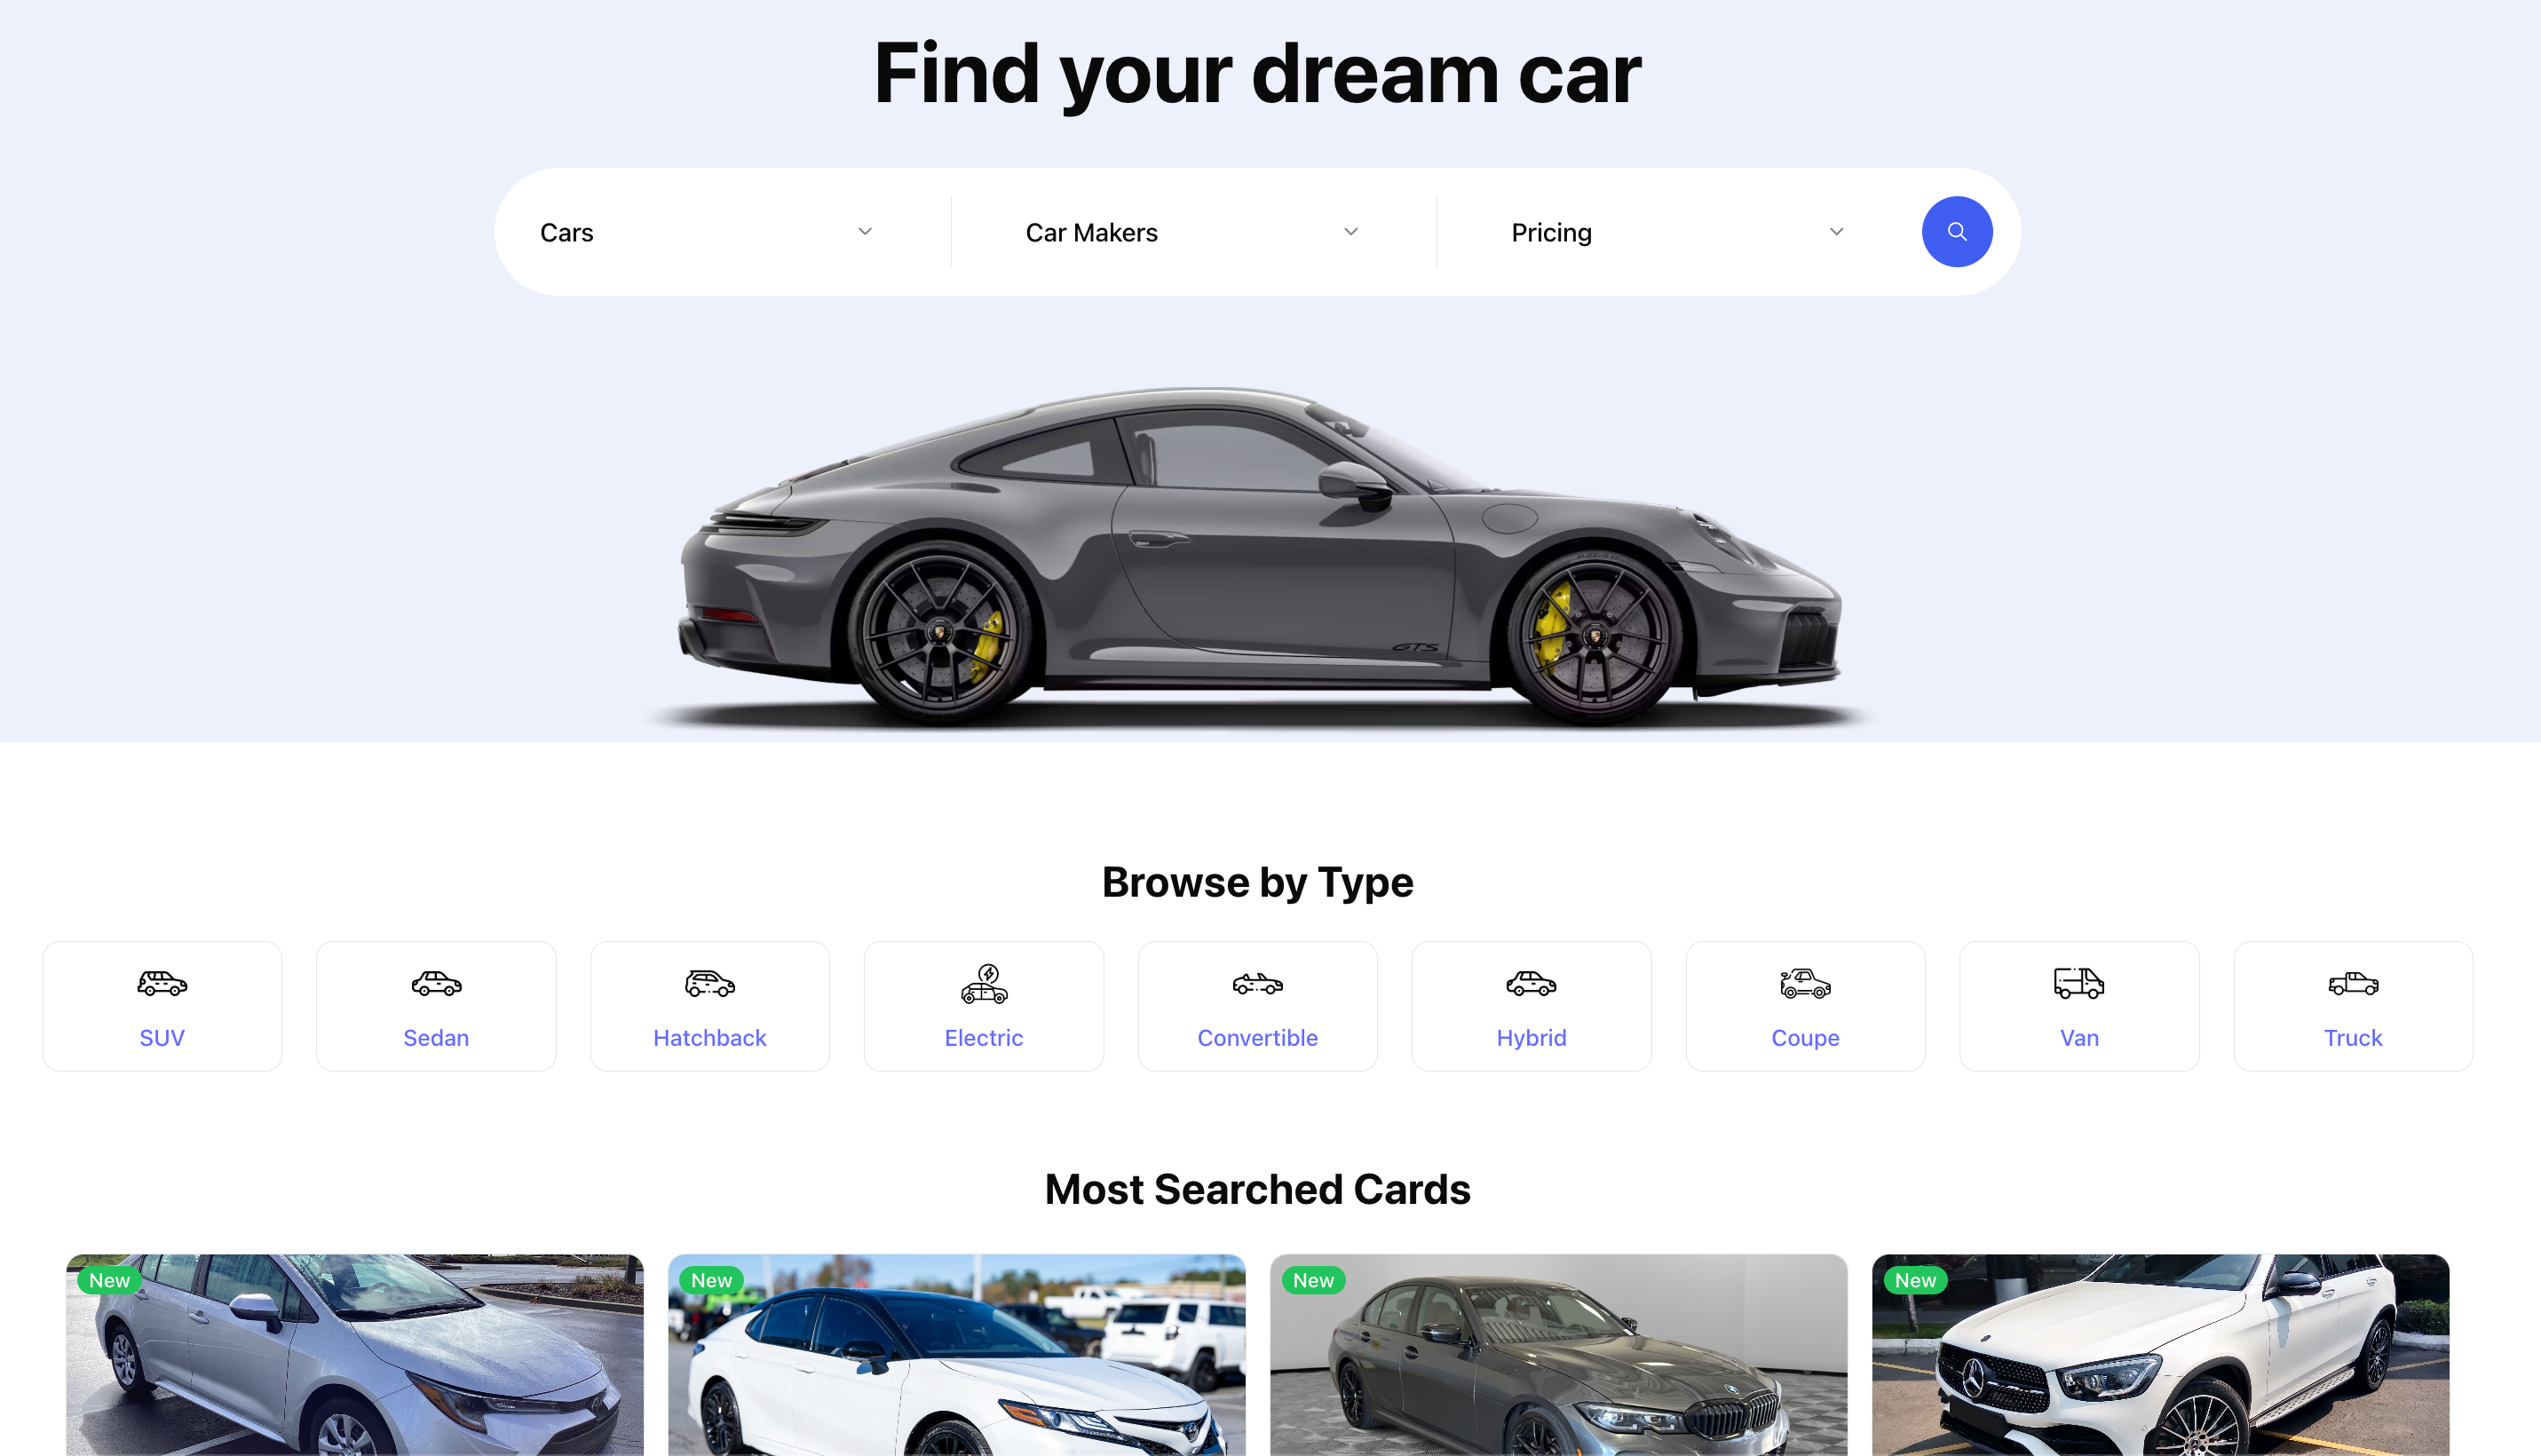 Find your dream car
Cars
Car Makers
Pricing
GTS
Browse by Type
SUV
Sedan
Hatchback
Electric
Convertible
Hybrid
Coupe
Van
Truck
Most Searched Cards
New
New
New
New